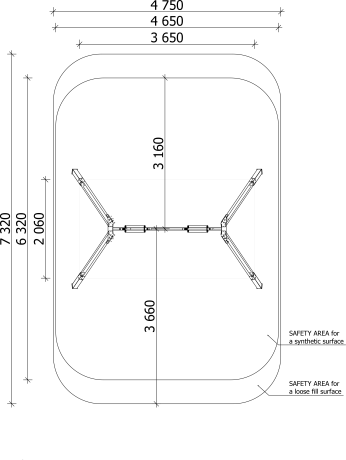 4 750
4 650
3 650
3 160
7 320
6 320
2 060
3 660
SAFETY AREA for
a synthetic surface
SAFETY AREA for
a loose fill surface